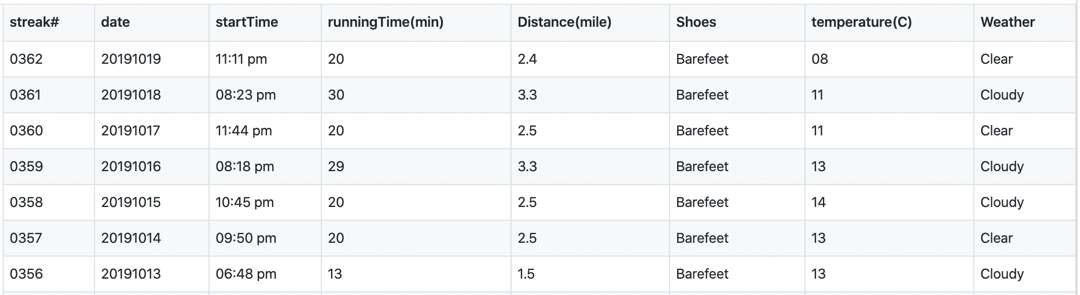 streak# date startTime runningTime(min) Distance(mile) Shoes temperature(C) Weather
0362 20191019 11:11 pm 20 2.4 Barefeet 08 Clear
0361 20191018 08:23 pm 30 3.3 Barefeet 11 Cloudy
0360 20191017 11:44 pm 20 2.5 Barefeet 11 Clear
0359 20191016 08:18 pm 29 3.3 Barefeet 13 Cloudy
0358 20191015 10:45 pm 20 2.5 Barefeet 14 Cloudy
0357 20191014 09:50 pm 20 2.5 Barefeet 13 Clear
0356 20191013 06:48 pm 13 1.5 Barefeet 13 Cloudy